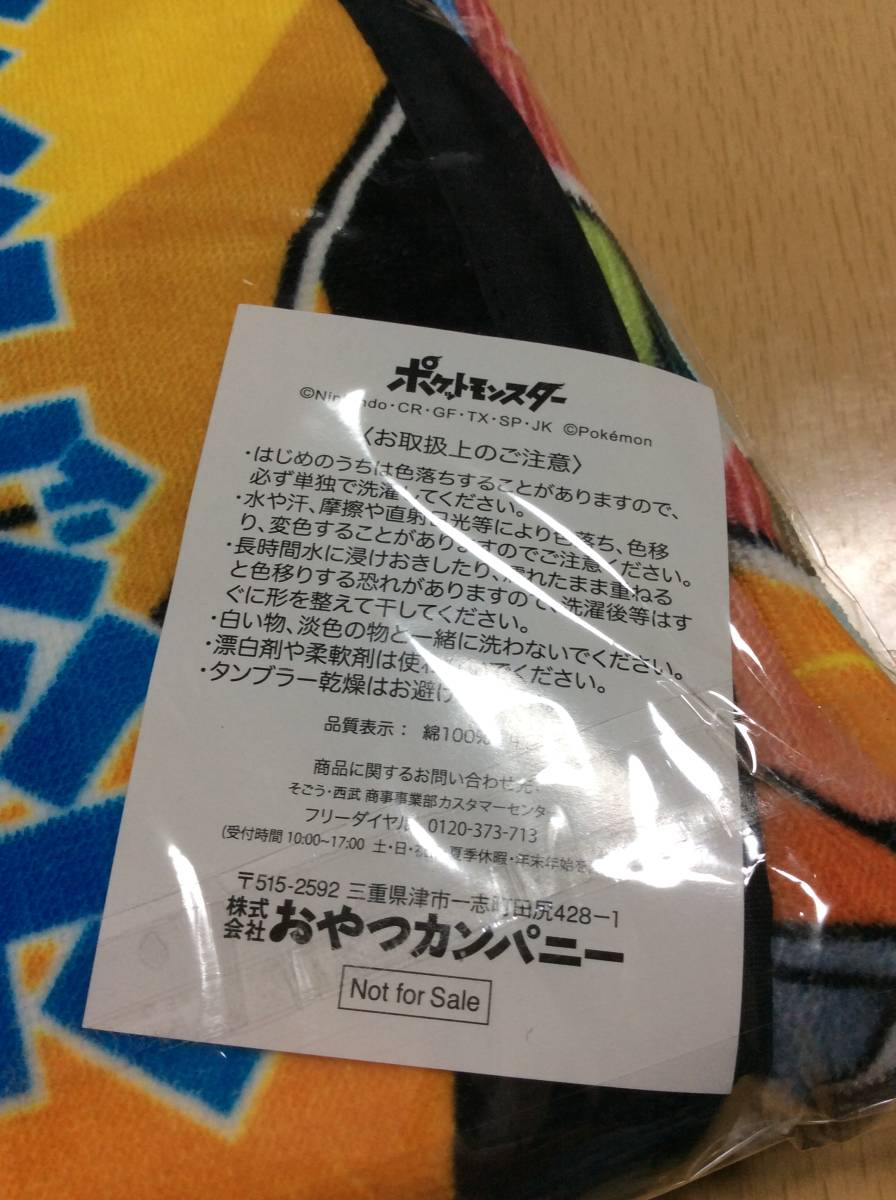 ポケットモンスター
©Nintendo・CR・GF・TX・SP・JK ©Pokémon
〈お取扱上のご注意〉
・はじめのうちは色落ちすることがありますので、
必ず単独で洗濯してください。
・水や汗、摩擦や直射日光等により色落ち、色移
り、変色することがありますのでご注意ください。
・長時間水に浸けおきしたり、濡れたまま重ねる
と色移りする恐れがありますので、洗濯後等はす
ぐに形を整えて干してください。
・白い物、淡色の物と一緒に洗わないでください。
・漂白剤や柔軟剤は使わないでください。
・タンブラー乾燥はお避け
品質表示： 綿100%
商品に関するお問い合わせ先
そごう・西武 商事事業部カスタマーセンター
フリーダイヤル 0120-373-713
(受付時間 10:00~17:00 土・日・祝 夏季休暇・年末年始を
〒515-2592 三重県津市一志町田尻428−1
株式会社 おやつカンパニー
Not for Sale